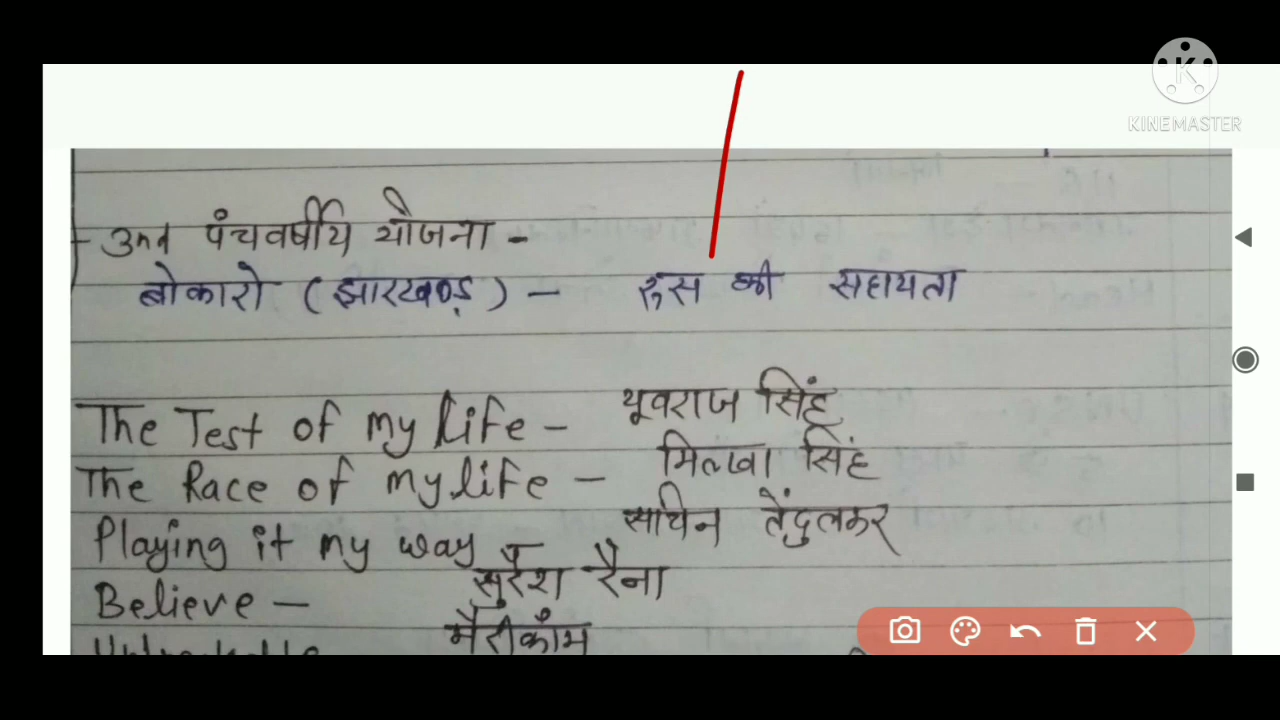 KINEMASTER
3nd पंचवर्षीय योजना -
बोकारो (झारखण्ड) - रूस की सहायता
The Test of my life - यूवराज सिंह
The Race of my life - मिल्खा सिंह
Playing it my way सचिन तेंदुलकर
Believe - सुरेश रैना
मैरीकॉम